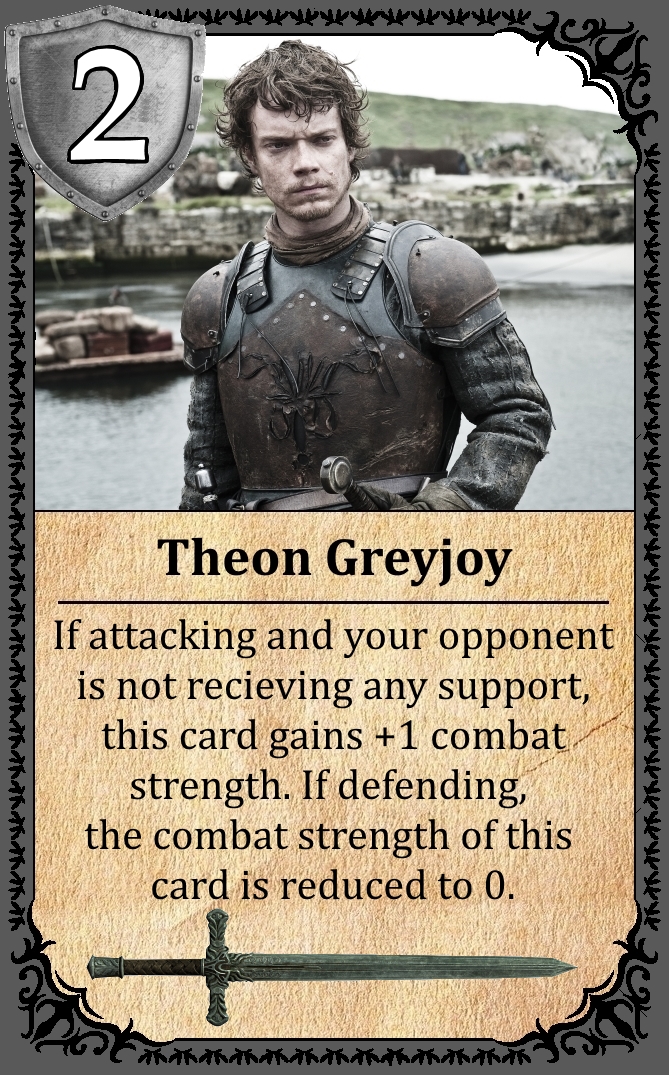 2
Theon Greyjoy
If attacking and your opponent
is not recieving any support,
this card gains +1 combat
strength. If defending,
the combat strength of this
card is reduced to 0.